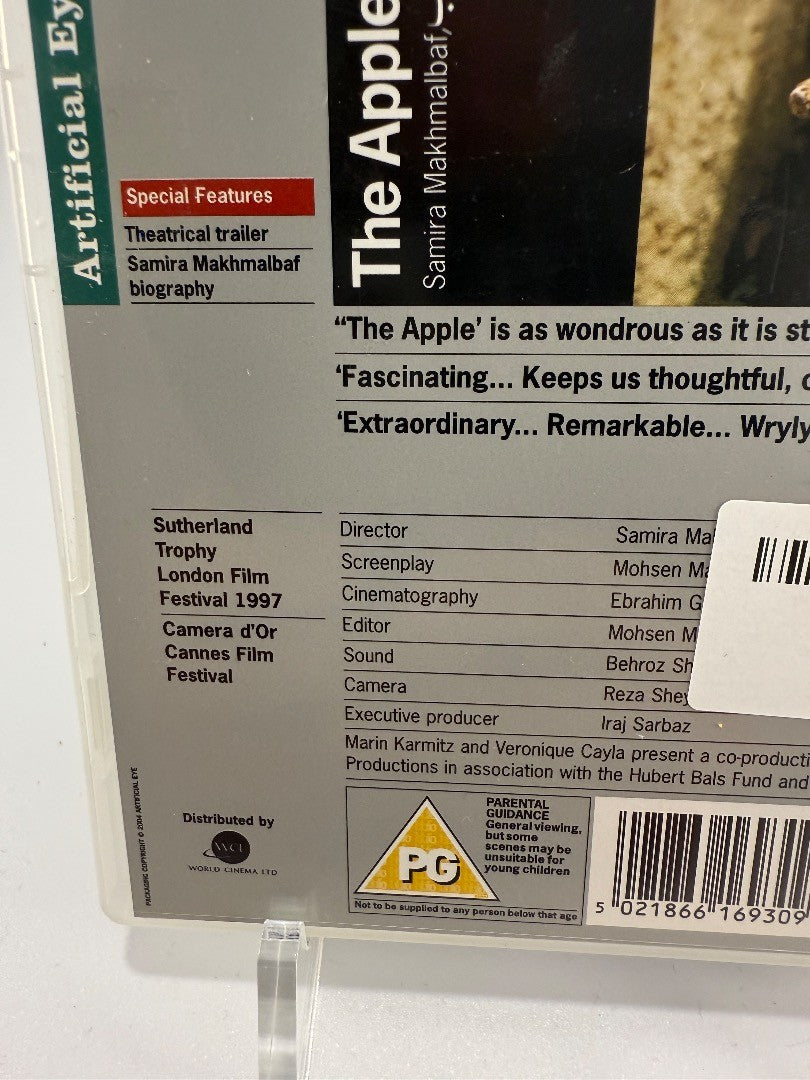 Artificial Ey
The Apple
Samira Makhmalbaf,
Special Features
Theatrical trailer
Samira Makhmalbaf
biography
“The Apple’ is as wondrous as it is st
‘Fascinating... Keeps us thoughtful,
‘Extraordinary... Remarkable... Wryly
Sutherland
Trophy
London Film
Festival 1997
Camera d'Or
Cannes Film
Festival
Director Samira Ma
Screenplay Mohsen Ma
Cinematography Ebrahim G
Editor Mohsen M
Sound Behroz Sh
Camera Reza Shey
Executive producer Iraj Sarbaz
Marin Karmitz and Veronique Cayla present a co-producti
Productions in association with the Hubert Bals Fund and
PACKAGING COPYRIGHT © 2004 ARTIFICIAL EYE
Distributed by
WCL
WORLD CINEMA LTD
PG
PARENTAL
GUIDANCE
General viewing,
but some
scenes may be
unsuitable for
young children
Not to be supplied to any person below that age
5 021866 169309